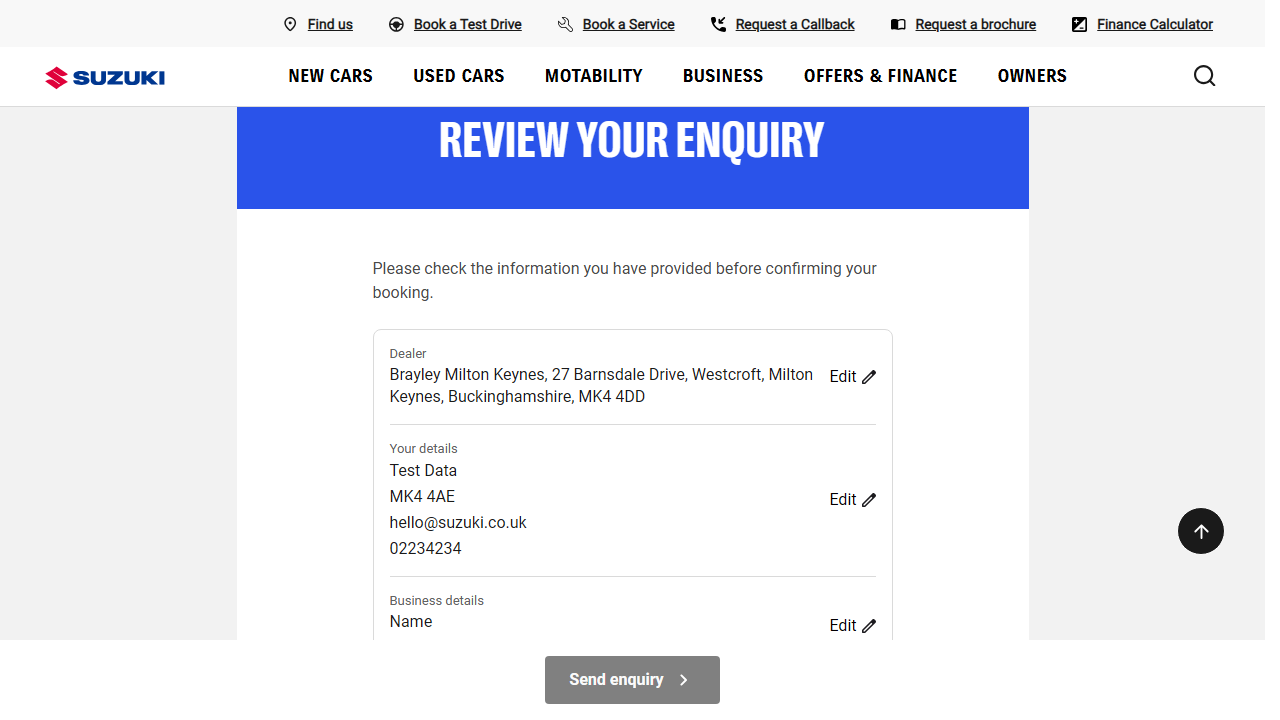 Find us
Book a Test Drive
Book a Service
Request a Callback
Request a brochure
Finance Calculator
SUZUKI
NEW CARS
USED CARS
MOTABILITY
BUSINESS
OFFERS & FINANCE
OWNERS
REVIEW YOUR ENQUIRY
Please check the information you have provided before confirming your
booking.
Dealer
Brayley Milton Keynes, 27 Barnsdale Drive, Westcroft, Milton
Keynes, Buckinghamshire, MK4 4DD
Edit
Your details
Test Data
MK4 4AE
hello@suzuki.co.uk
02234234
Edit
Business details
Name
Edit
Send enquiry